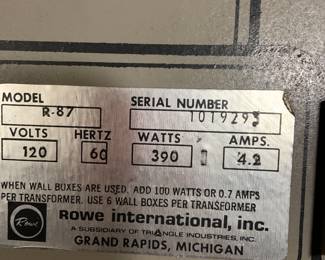 MODEL SERIAL NUMBER
R-87 1019293
VOLTS HERTZ WATTS AMPS.
120 60 390 4.2
WHEN WALL BOXES ARE USED, ADD 100 WATTS OR 0.7 AMPS
PER TRANSFORMER. USE 6 WALL BOXES PER TRANSFORMER
Rowe Rowe international, inc.
A SUBSIDIARY OF TRIANGLE INDUSTRIES, INC.
GRAND RAPIDS, MICHIGAN